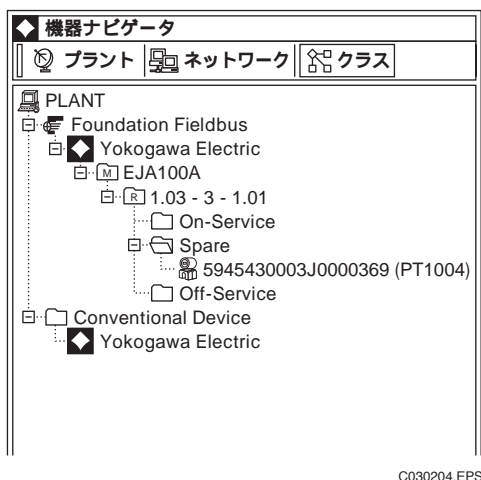 機器ナビゲータ
プラント ネットワーク クラス
PLANT
Foundation Fieldbus
Yokogawa Electric
M EJA100A
R 1.03 - 3 - 1.01
On-Service
Spare
5945430003J0000369 (PT1004)
Off-Service
Conventional Device
Yokogawa Electric
C030204.EPS